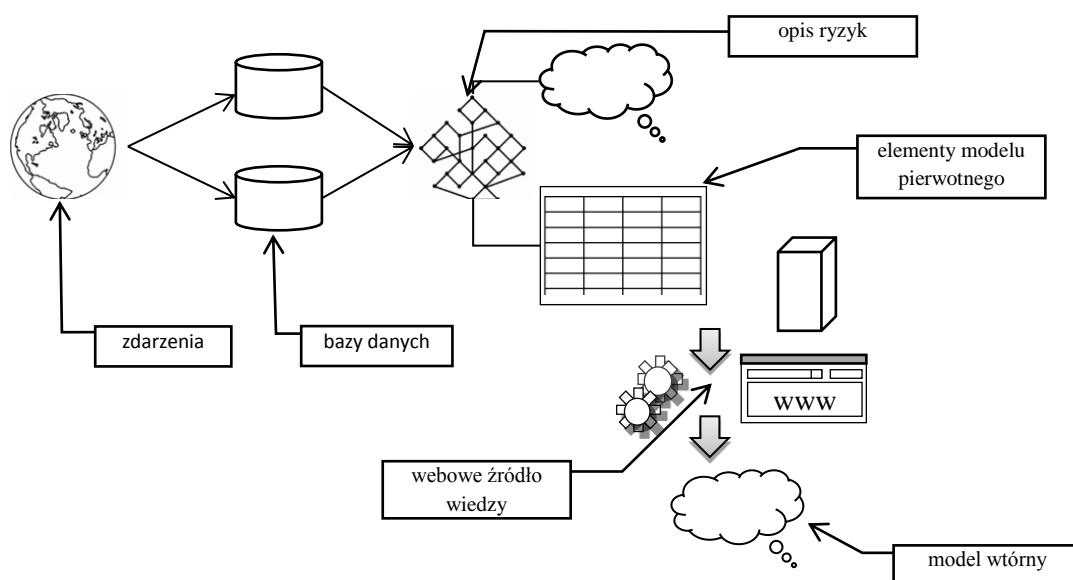 opis ryzyk
elementy modelu
pierwotnego
zdarzenia
bazy danych
www
webowe źródło
wiedzy
model wtórny